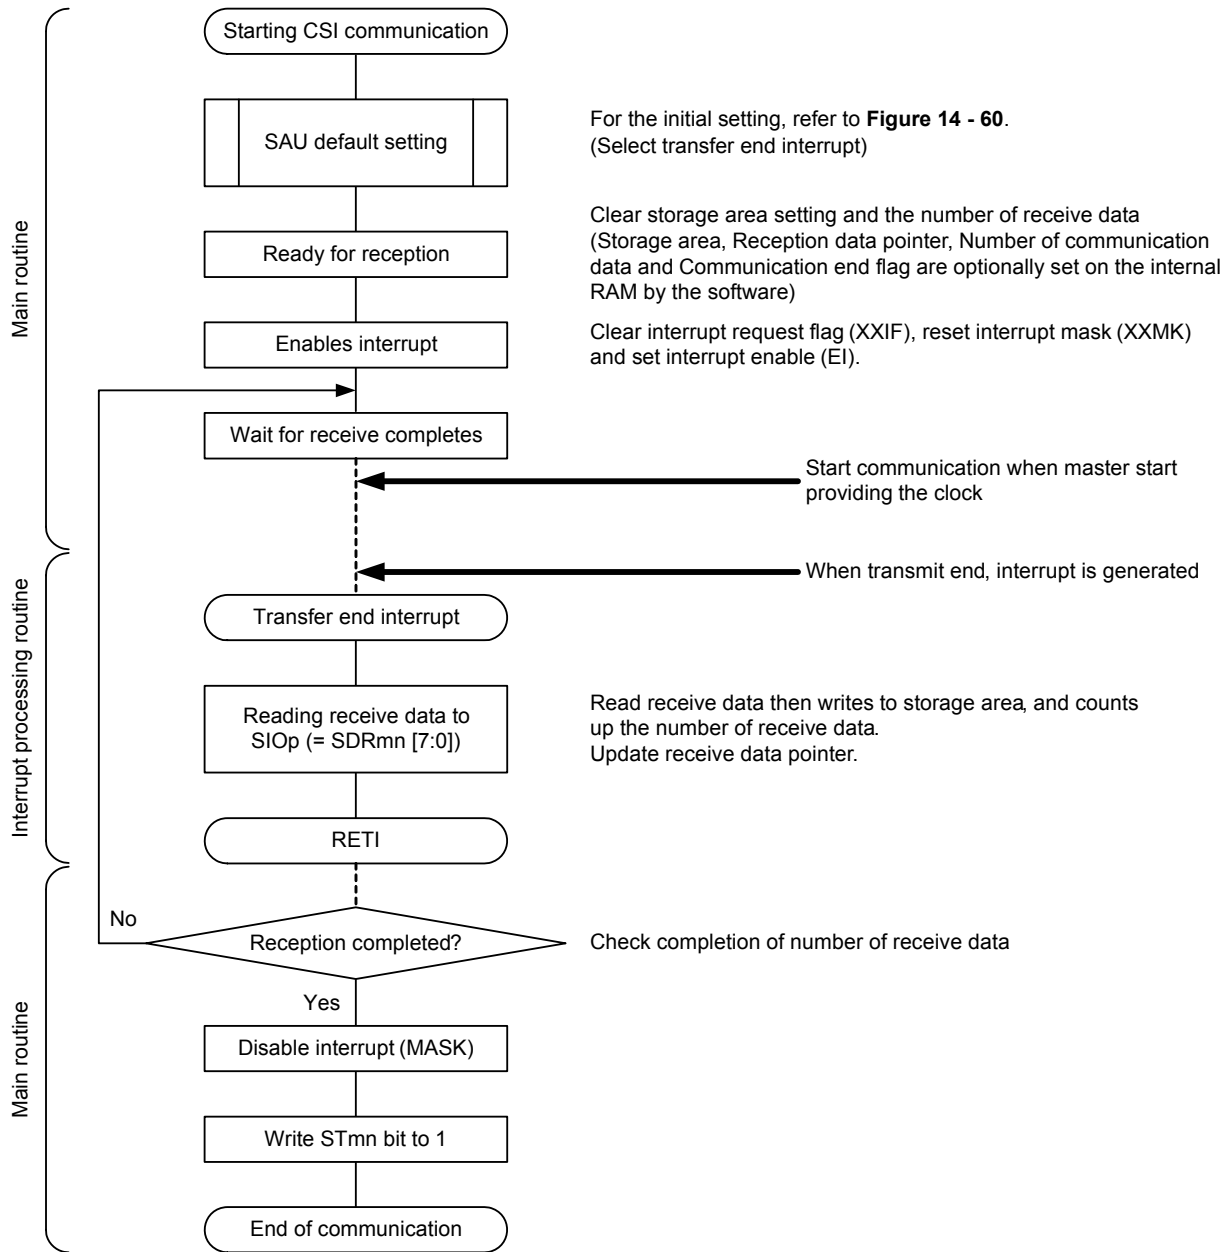 Starting CSI communication
SAU default setting
For the initial setting, refer to Figure 14 - 60.
(Select transfer end interrupt)
Main routine
Ready for reception
Clear storage area setting and the number of receive data
(Storage area, Reception data pointer, Number of communication
data and Communication end flag are optionally set on the internal
RAM by the software)
Enables interrupt
Clear interrupt request flag (XXIF), reset interrupt mask (XXMK)
and set interrupt enable (EI).
Wait for receive completes
Start communication when master start
providing the clock
When transmit end, interrupt is generated
Interrupt processing routine
Transfer end interrupt
Reading receive data to
SIOp (= SDRmn [7:0])
Read receive data then writes to storage area, and counts
up the number of receive data.
Update receive data pointer.
RETI
No
Reception completed?
Check completion of number of receive data
Yes
Main routine
Disable interrupt (MASK)
Write STmn bit to 1
End of communication